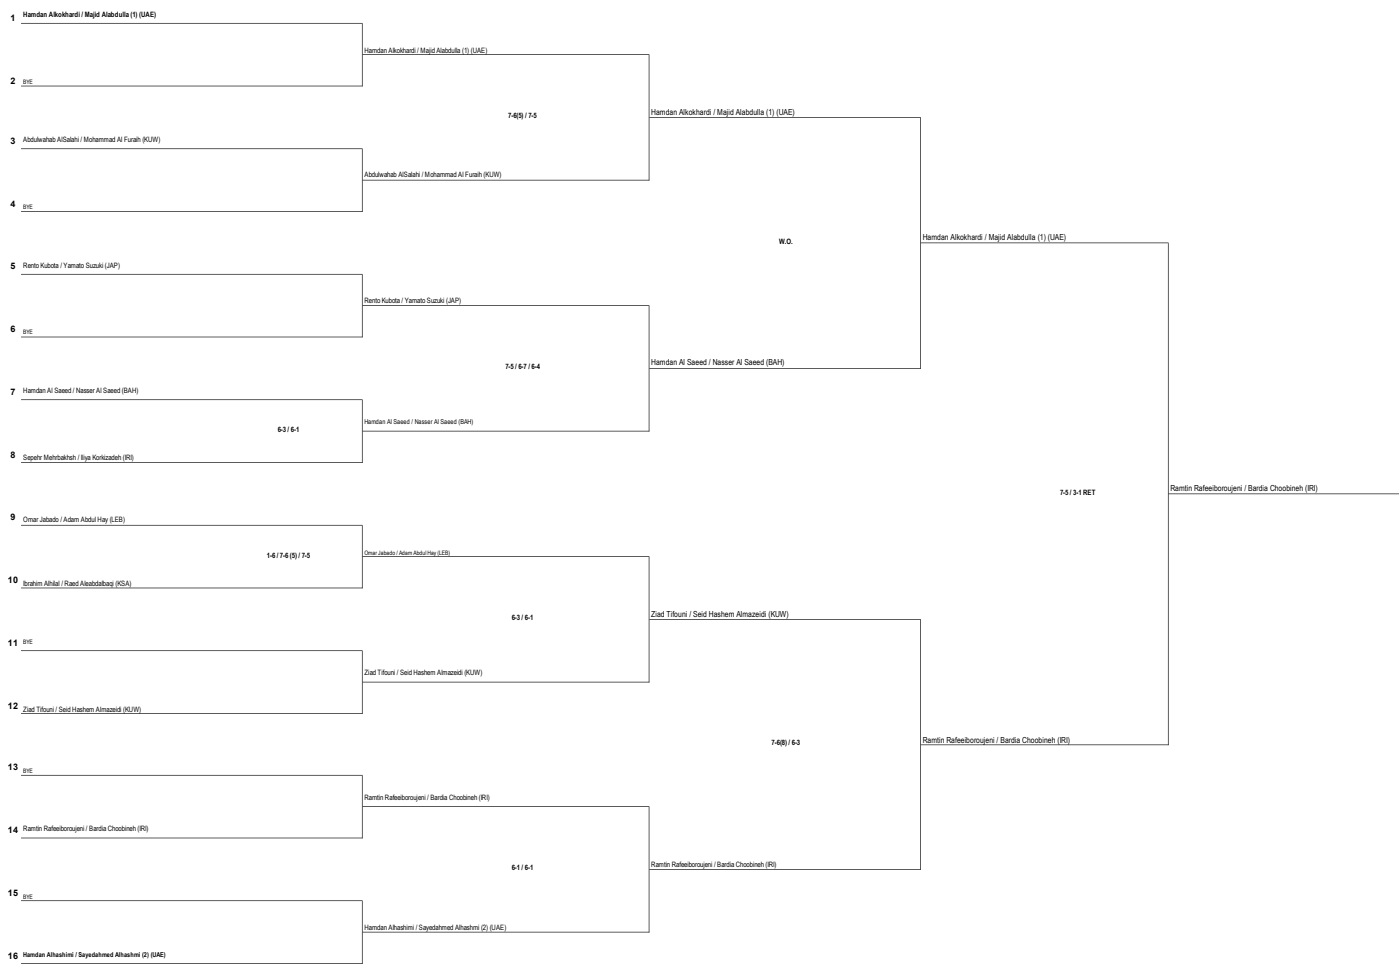 1 Hamdan Alkokhardi / Majid Alabdulla (1) (UAE)
Hamdan Alkokhardi / Majid Alabdulla (1) (UAE)
2 BYE
7-6(5) / 7-5
Hamdan Alkokhardi / Majid Alabdulla (1) (UAE)
3 Abdulwahab AlSalahi / Mohammad Al Furaih (KUW)
Abdulwahab AlSalahi / Mohammad Al Furaih (KUW)
4 BYE
W.O.
Hamdan Alkokhardi / Majid Alabdulla (1) (UAE)
5 Rento Kubota / Yamato Suzuki (JAP)
Rento Kubota / Yamato Suzuki (JAP)
6 BYE
7-5 / 6-7 / 6-4
Hamdan Al Saeed / Nasser Al Saeed (BAH)
7 Hamdan Al Saeed / Nasser Al Saeed (BAH)
6-3 / 6-1
Hamdan Al Saeed / Nasser Al Saeed (BAH)
8 Sepehr Mehrbakhsh / Iliya Korkizadeh (IRI)
7-5 / 3-1 RET
Ramtin Rafeeiboroujeni / Bardia Choobineh (IRI)
9 Omar Jabado / Adam Abdul Hay (LEB)
1-6 / 7-6 (5) / 7-5
Omar Jabado / Adam Abdul Hay (LEB)
10 Ibrahim Alhilal / Raed Aleabdalbaqi (KSA)
6-3 / 6-1
Ziad Tifouni / Seid Hashem Almazeidi (KUW)
11 BYE
Ziad Tifouni / Seid Hashem Almazeidi (KUW)
12 Ziad Tifouni / Seid Hashem Almazeidi (KUW)
7-6(8) / 6-3
Ramtin Rafeeiboroujeni / Bardia Choobineh (IRI)
13 BYE
Ramtin Rafeeiboroujeni / Bardia Choobineh (IRI)
14 Ramtin Rafeeiboroujeni / Bardia Choobineh (IRI)
6-1 / 6-1
Ramtin Rafeeiboroujeni / Bardia Choobineh (IRI)
15 BYE
Hamdan Alhashimi / Sayedahmed Alhashmi (2) (UAE)
16 Hamdan Alhashimi / Sayedahmed Alhashmi (2) (UAE)